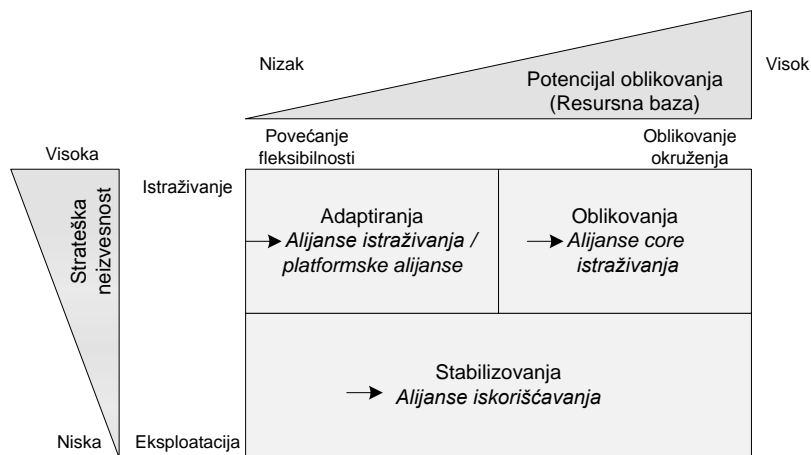 Nizak
Visok
Potencijal oblikovanja
(Resursna baza)
Povećanje
fleksibilnosti
Oblikovanje
okruženja
Visoka
Istraživanje
Strateška
neizvesnost
Adaptiranja
Alijanse istraživanja /
platformske alijanse
Oblikovanja
Alijanse core
istraživanja
Stabilizovanja
Alijanse iskorišćavanja
Niska
Eksploatacija